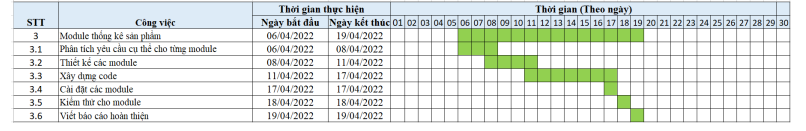 STT Công việc Thời gian thực hiện Thời gian (Theo ngày)
Ngày bắt đầu Ngày kết thúc 01 02 03 04 05 06 07 08 09 10 11 12 13 14 15 16 17 18 19 20 21 22 23 24 25 26 27 28 29 30
3 Module thống kê sản phẩm 06/04/2022 19/04/2022
3.1 Phân tích yêu cầu cụ thể cho từng module 06/04/2022 08/04/2022
3.2 Thiết kế các module 08/04/2022 11/04/2022
3.3 Xây dựng code 11/04/2022 17/04/2022
3.4 Cài đặt các module 17/04/2022 17/04/2022
3.5 Kiểm thử cho module 18/04/2022 18/04/2022
3.6 Viết báo cáo hoàn thiện 19/04/2022 19/04/2022